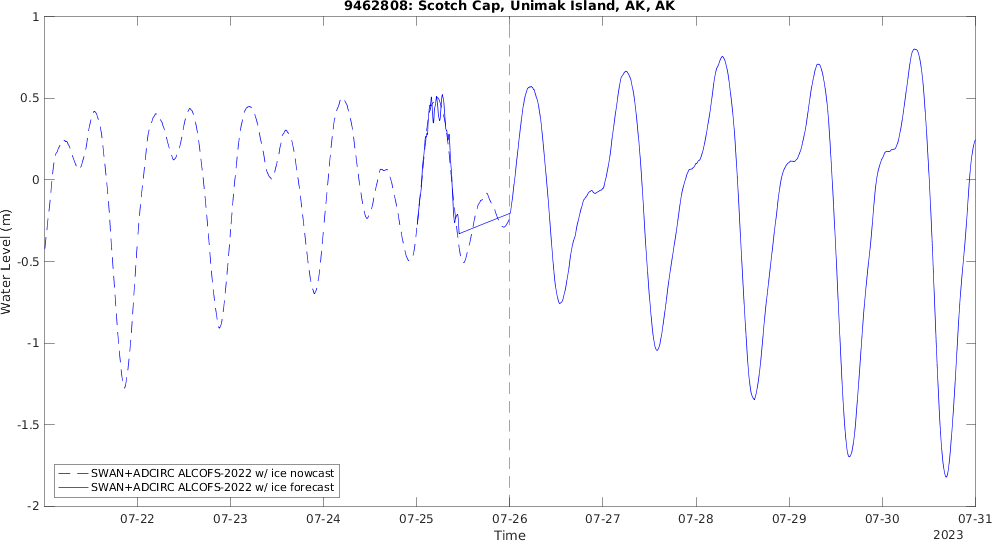 9462808: Scotch Cap, Unimak Island, AK, AK
Water Level (m)
1
0.5
0
-0.5
-1
-1.5
-2
SWAN+ADCIRC ALCOFS-2022 w/ ice nowcast
SWAN+ADCIRC ALCOFS-2022 w/ ice forecast
07-22 07-23 07-24 07-25 07-26 07-27 07-28 07-29 07-30 07-31
Time
2023